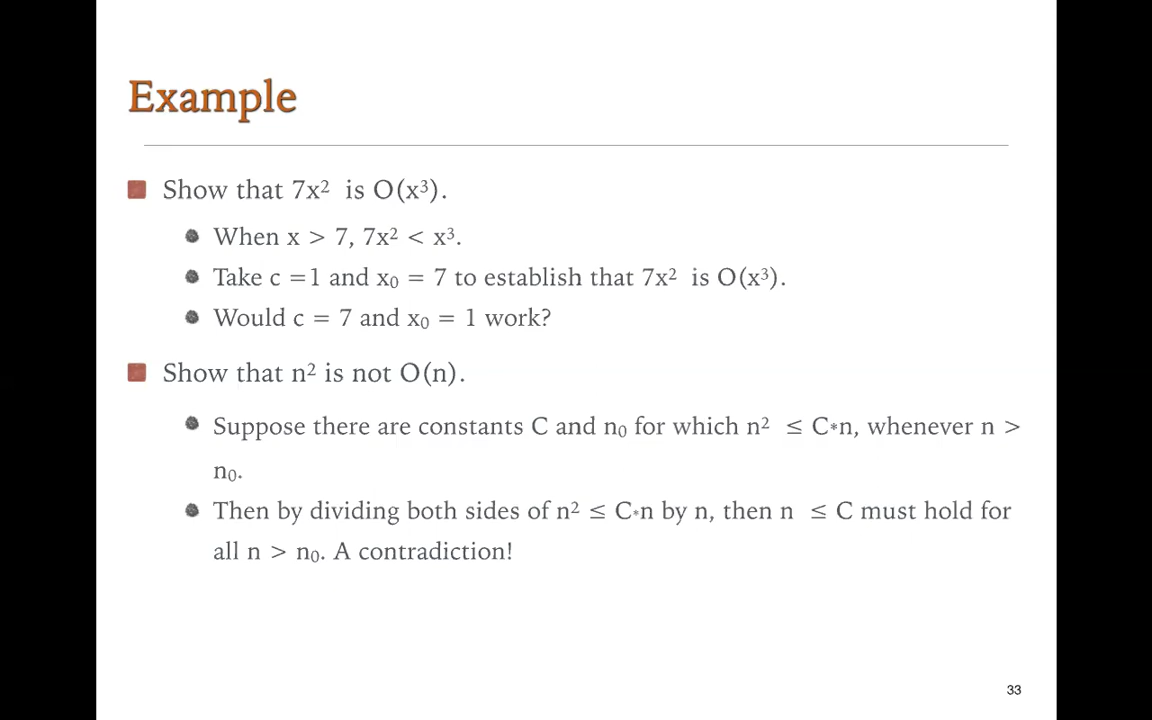 Example
Show that 7x² is O(x³).
When x > 7, 7x² < x³.
Take c =1 and x₀ = 7 to establish that 7x² is O(x³).
Would c = 7 and x₀ = 1 work?
Show that n² is not O(n).
Suppose there are constants C and n₀ for which n² ≤ C*n, whenever n >
n₀.
Then by dividing both sides of n² ≤ C*n by n, then n ≤ C must hold for
all n > n₀. A contradiction!
33